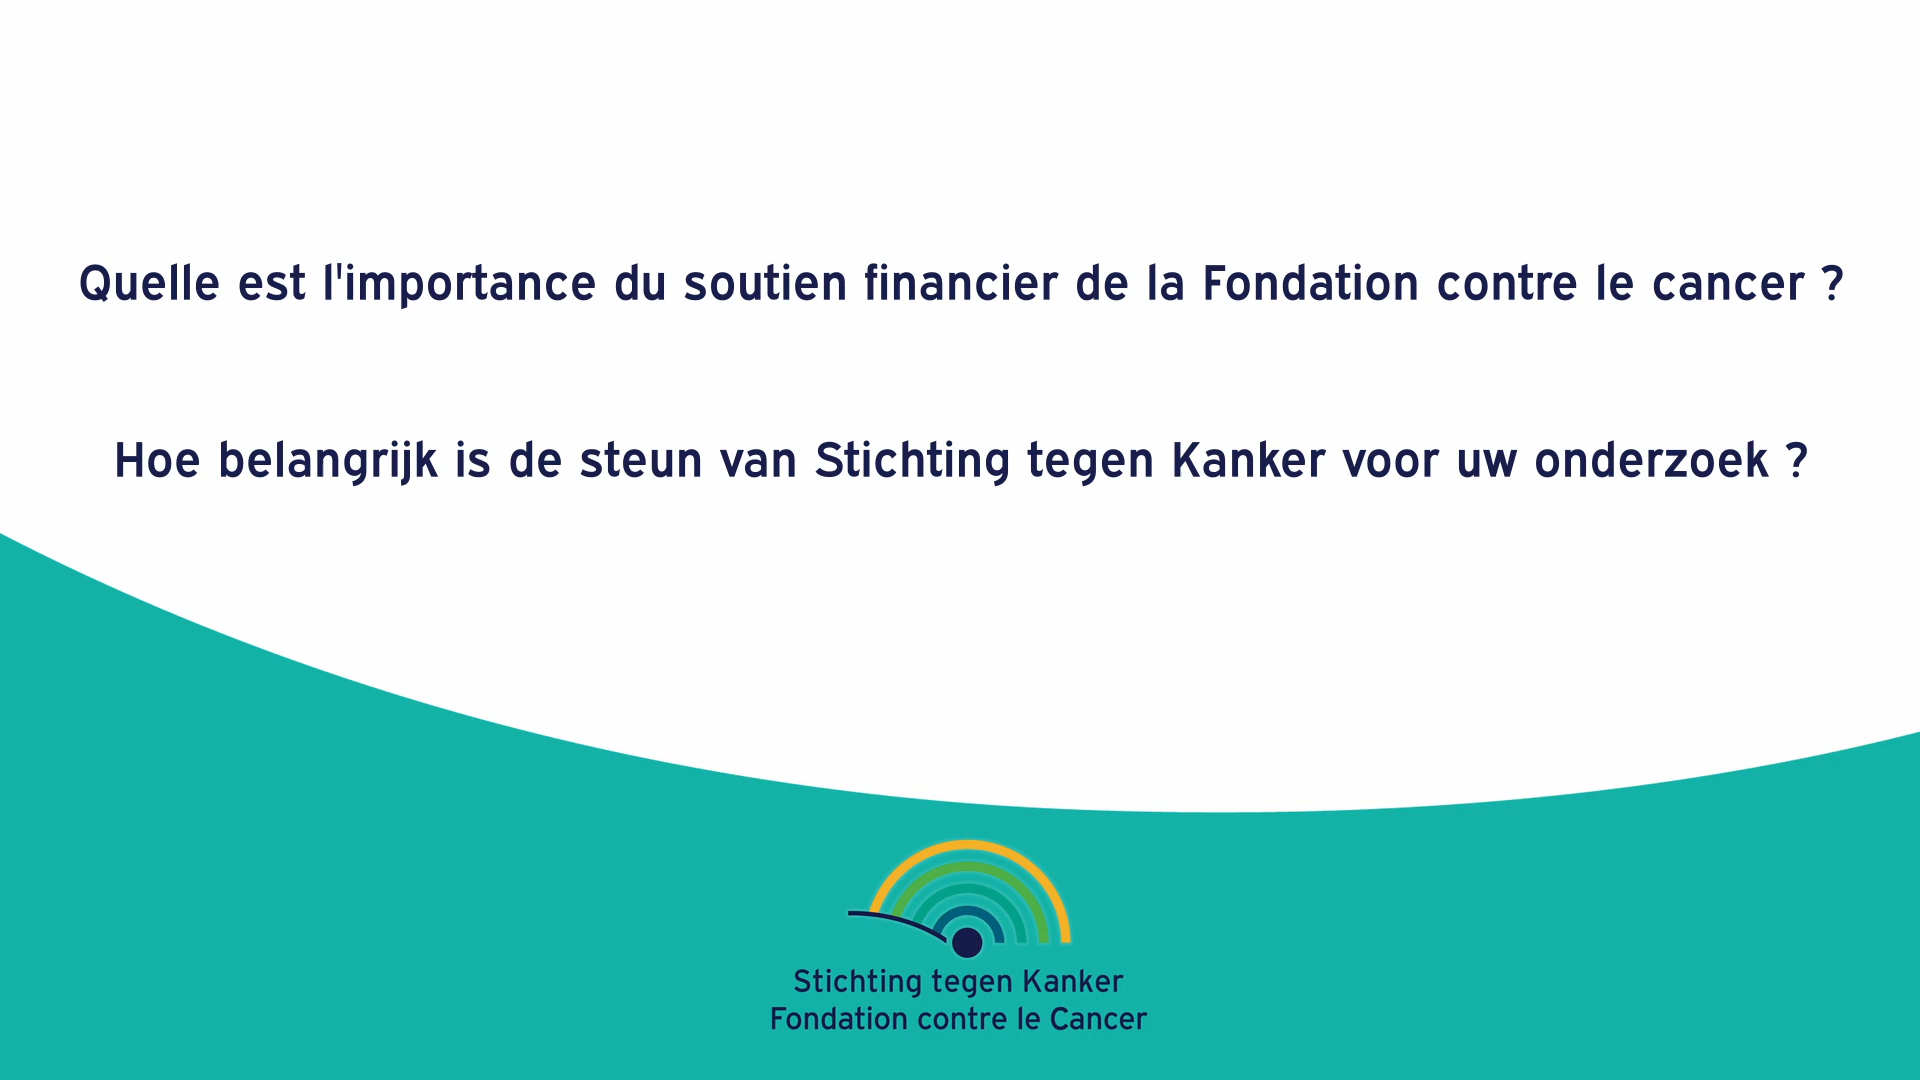 Quelle est l'importance du soutien financier de la Fondation contre le cancer ?
Hoe belangrijk is de steun van Stichting tegen Kanker voor uw onderzoek ?
Stichting tegen Kanker
Fondation contre le Cancer